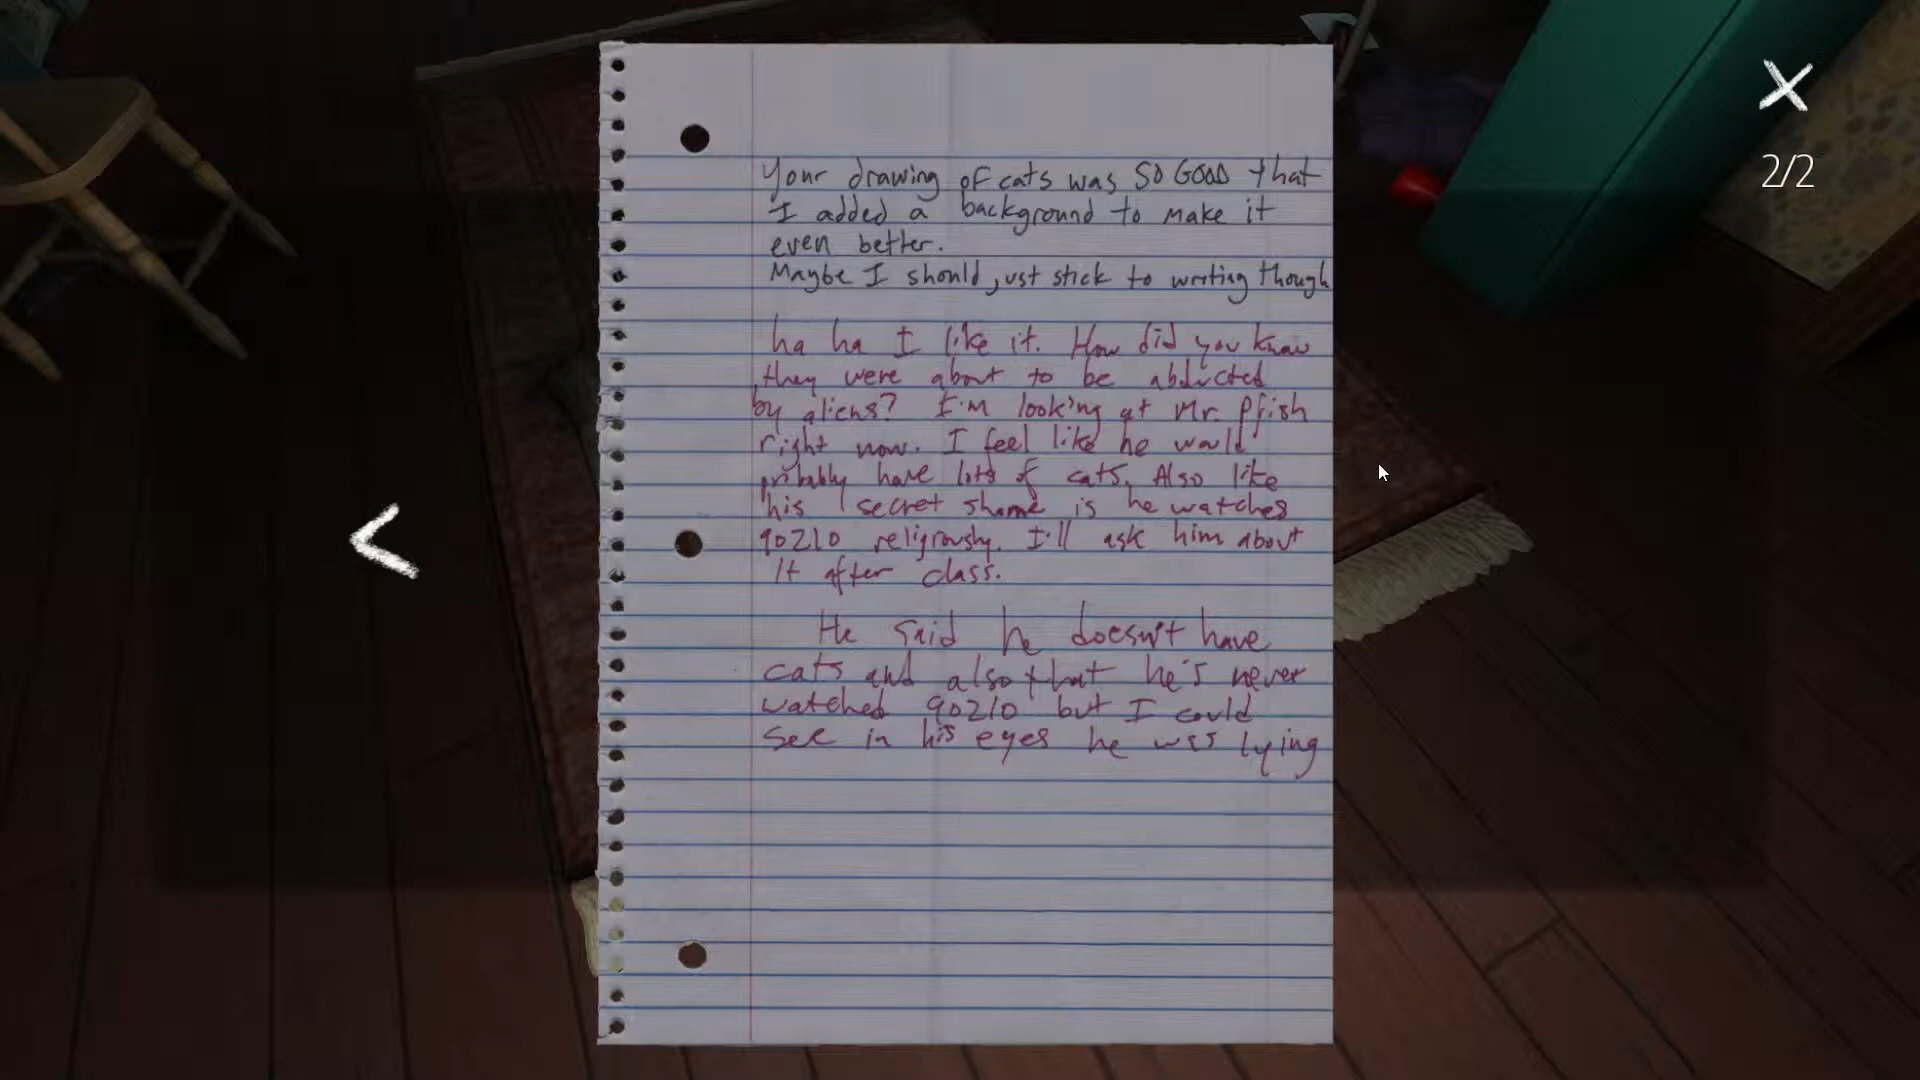 Your drawing of cats was SO GOOD that
I added a background to make it
even better.
Maybe I should just stick to writing though
ha ha I like it. How did you know
they were about to be abducted
by aliens? I'm looking at Mr. Pfish
right now. I feel like he would
probably have lots of cats. Also like
his secret shame is he watches
90210 religiously. I'll ask him about
it after class.
He said he doesn't have
cats and also that he's never
watched 90210 but I could
see in his eyes he was lying
2/2